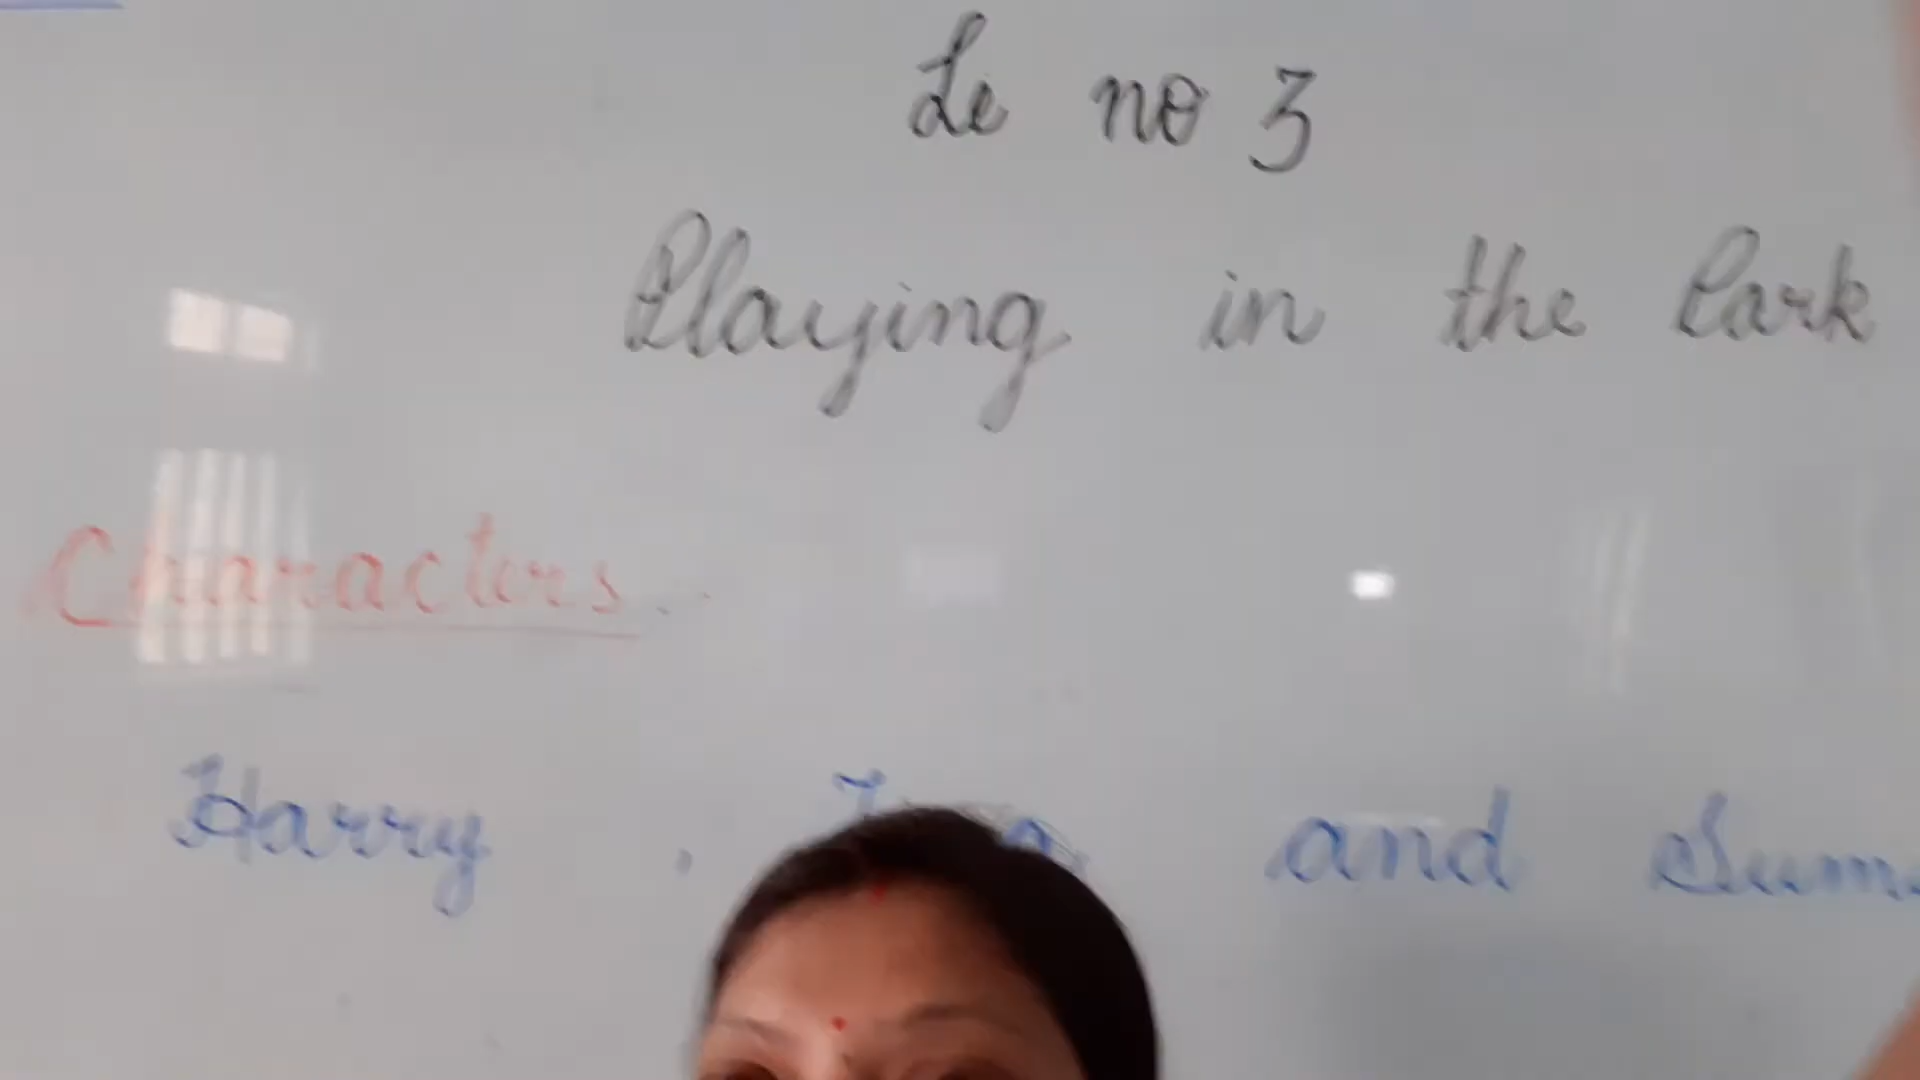 Le no 3
Playing in the Park
Characters..
Harry , and